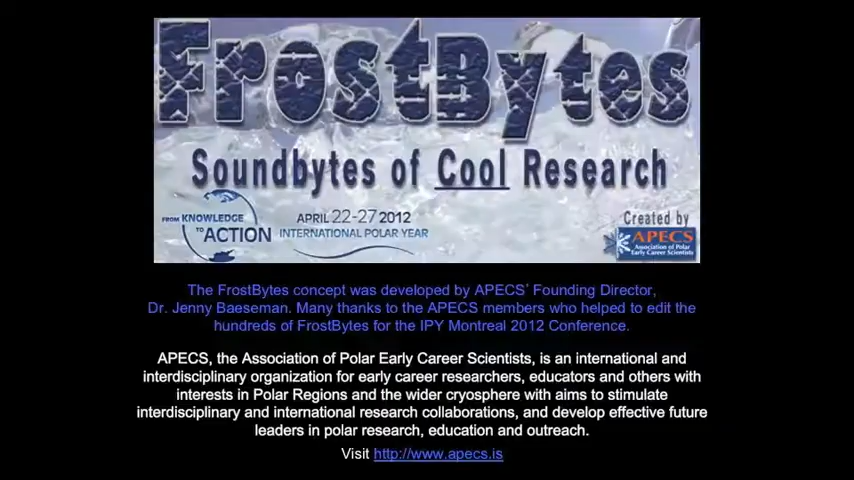 FrostBytes
Soundbytes of Cool Research
FROM KNOWLEDGE
TO ACTION
APRIL 22-27 2012
INTERNATIONAL POLAR YEAR
Created by
APECS
Association of Polar
Early Career Scientists
The FrostBytes concept was developed by APECS' Founding Director,
Dr. Jenny Baeseman. Many thanks to the APECS members who helped to edit the
hundreds of FrostBytes for the IPY Montreal 2012 Conference.
APECS, the Association of Polar Early Career Scientists, is an international and
interdisciplinary organization for early career researchers, educators and others with
interests in Polar Regions and the wider cryosphere with aims to stimulate
interdisciplinary and international research collaborations, and develop effective future
leaders in polar research, education and outreach.
Visit http://www.apecs.is